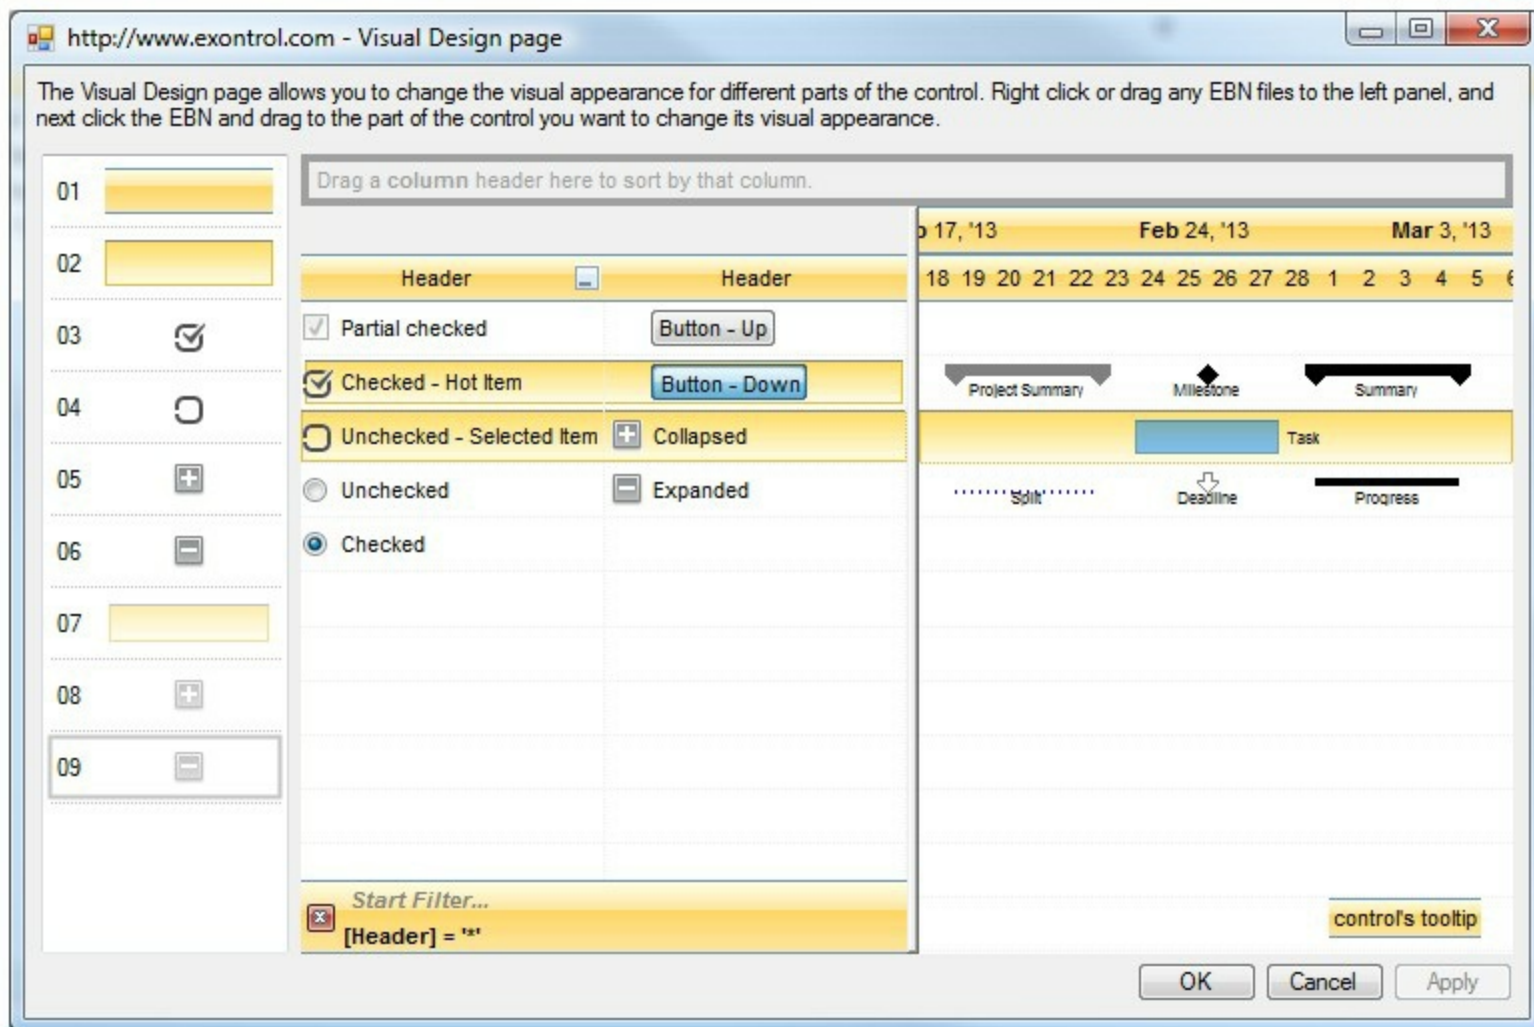 http://www.exontrol.com - Visual Design page
The Visual Design page allows you to change the visual appearance for different parts of the control. Right click or drag any EBN files to the left panel, and
next click the EBN and drag to the part of the control you want to change its visual appearance.
01
02
03
04
05
06
07
08
09
Drag a column header here to sort by that column.
17, '13 Feb 24, '13 Mar 3, '13
Header Header
18 19 20 21 22 23 24 25 26 27 28 1 2 3 4 5 6
Partial checked Button - Up
Checked - Hot Item Button - Down
Project Summary Milestone Summary
Unchecked - Selected Item Collapsed
Task
Unchecked Expanded
Split Deadline Progress
Checked
Start Filter...
[Header] = '*'
control's tooltip
OK Cancel Apply